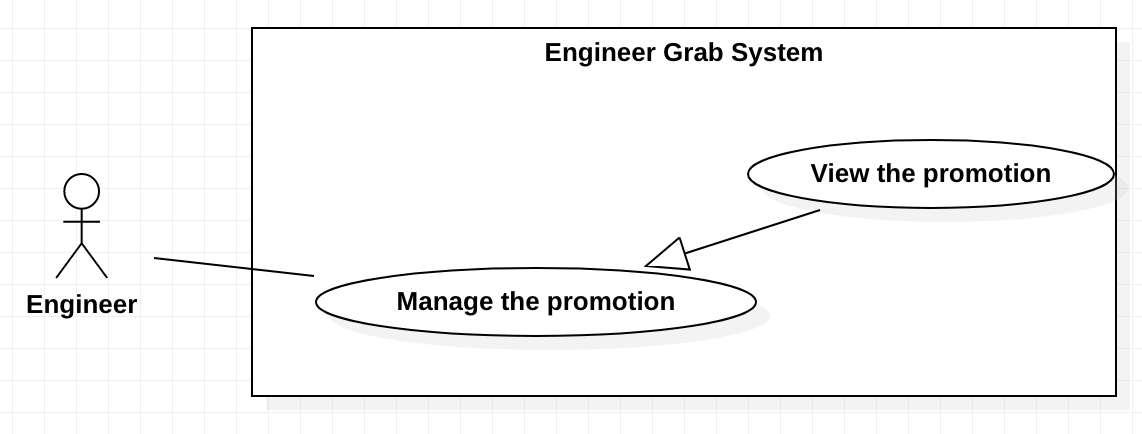 Engineer Grab System
View the promotion
Manage the promotion
Engineer